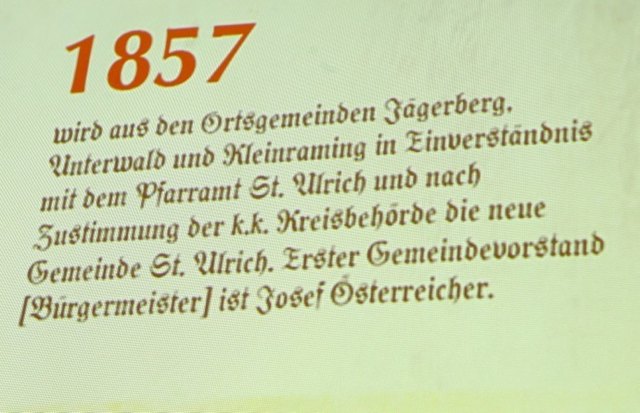 1857
wird aus den Ortsgemeinden Jägerberg,
Unterwald und Kleinraming in Einverständnis
mit dem Pfarramt St. Ulrich und nach
Zustimmung der k.k. Kreisbehörde die neue
Gemeinde St. Ulrich. Erster Gemeindevorstand
[Bürgermeister] ist Josef Österreicher.